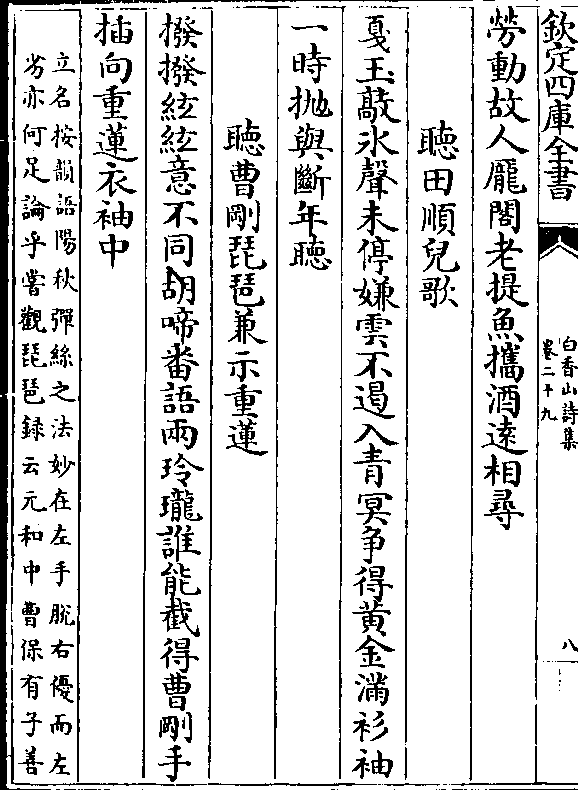 欽定四庫全書
白香山詩集
卷二十九
八
勞動故人龐閣老提魚攜酒遠相尋
聽田順兒歌
戛玉敲氷聲未停嫌雲不遏入青冥争得黄金滿衫袖
一時抛與斷年聽
聽曹剛琵琶兼示重蓮
撥撥絃絃意不同胡啼番語兩玲瓏誰能截得曹剛手
插向重蓮衣袖中
立名按韻語陽秋彈絲之法妙在左手脫右優而左
劣亦何足論乎嘗觀琵琶録云元和中曹保有子善